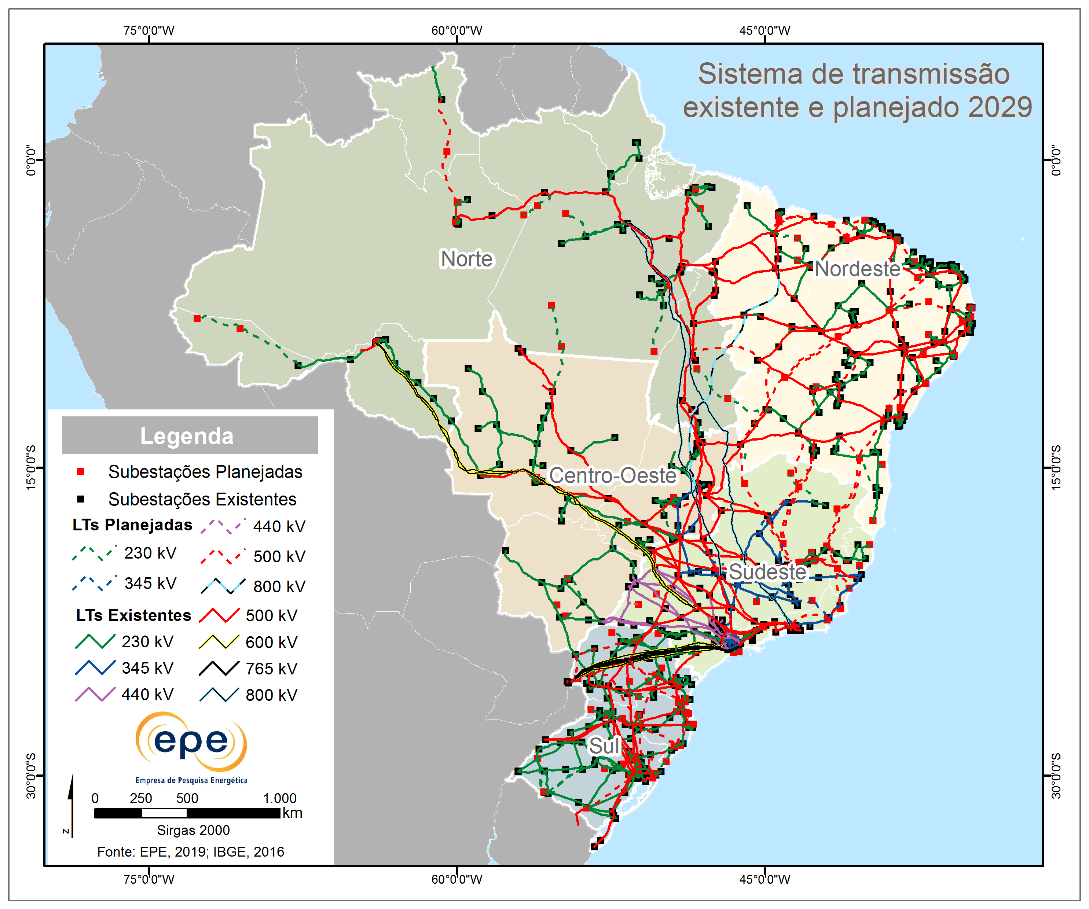 75°0'0"W 60°0'0"W 45°0'0"W
Sistema de transmissão
existente e planejado 2029
0°0'0" 0°0'0"
Norte
Nordeste
Legenda
Subestações Planejadas
Subestações Existentes
LTs Planejadas
440 kV
230 kV
500 kV
345 kV
800 kV
LTs Existentes
500 kV
230 kV
600 kV
345 kV
765 kV
440 kV
800 kV
15°0'0"S 15°0'0"S
Centro-Oeste
Sudeste
Sul
epe
Empresa de Pesquisa Energética
30°0'0"S 30°0'0"S
0 250 500 1.000
km
Sirgas 2000
Z
Fonte: EPE, 2019; IBGE, 2016
75°0'0"W 60°0'0"W 45°0'0"W